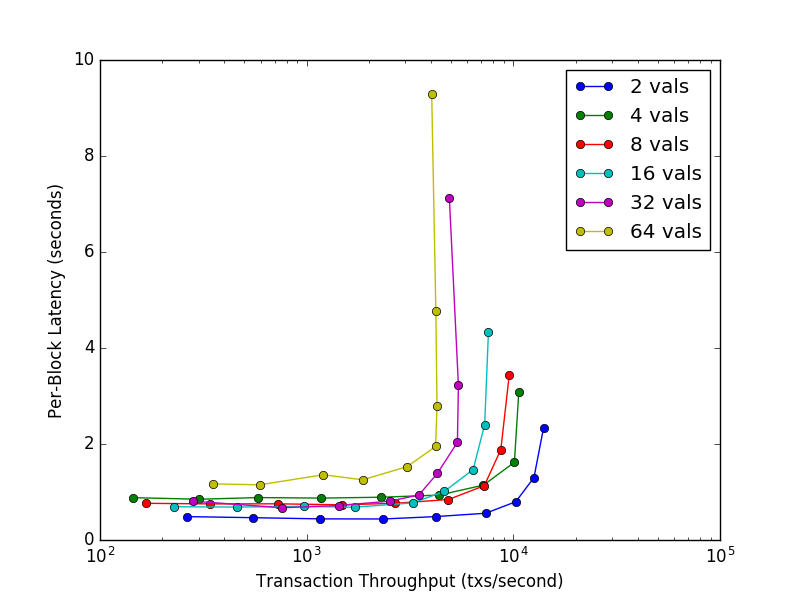 10
8
6
4
2
0
10²
10³
10⁴
10⁵
Per-Block Latency (seconds)
Transaction Throughput (txs/second)
2 vals
4 vals
8 vals
16 vals
32 vals
64 vals